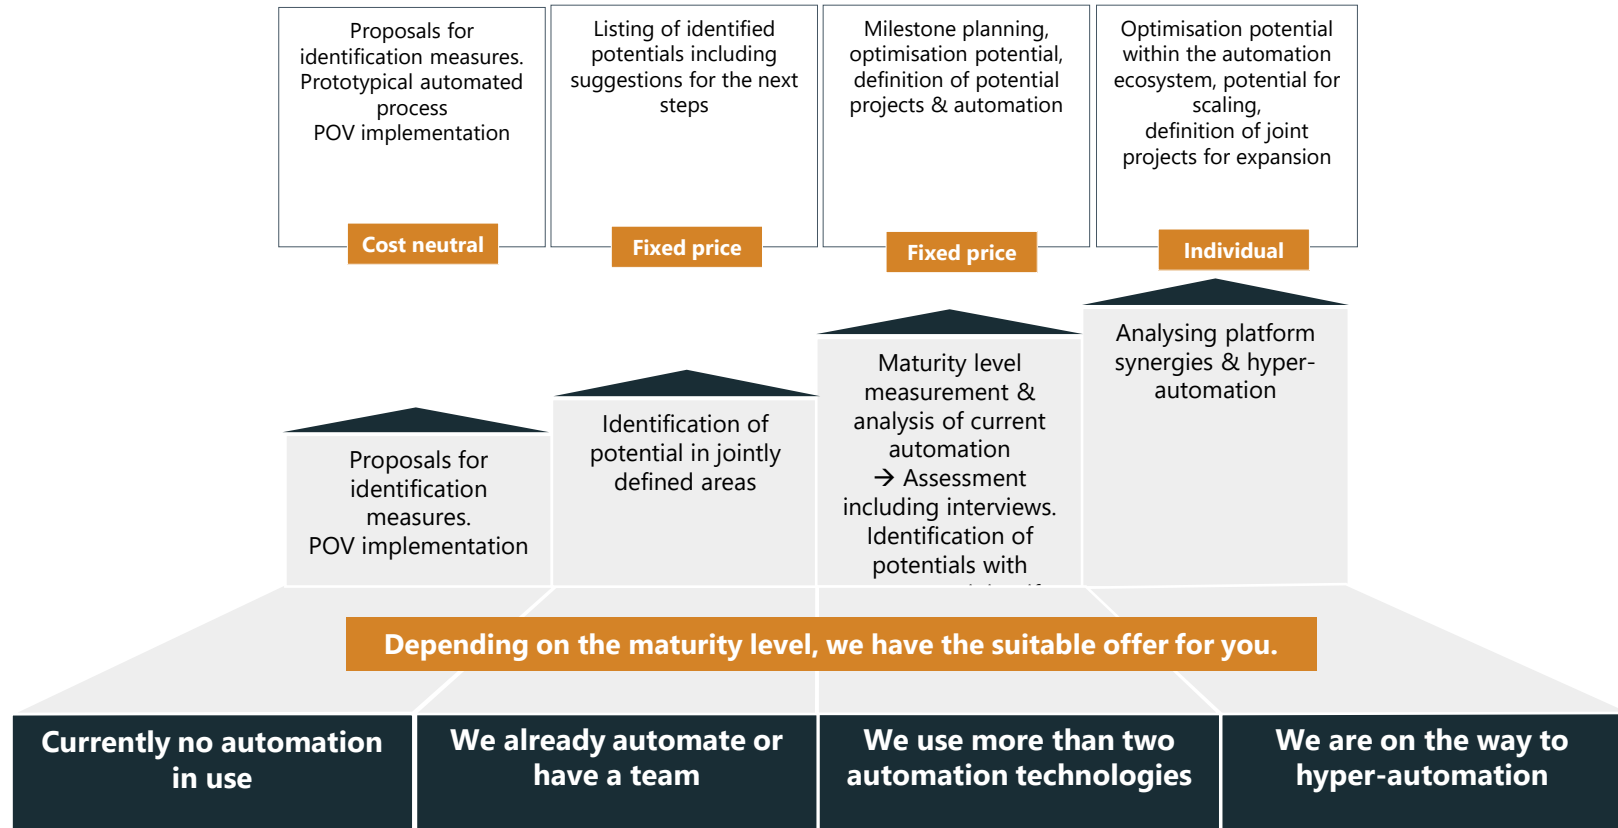 Proposals for
identification measures.
Prototypical automated
process
POV implementation
Cost neutral
Listing of identified
potentials including
suggestions for the next
steps
Fixed price
Milestone planning,
optimisation potential,
definition of potential
projects & automation
Fixed price
Optimisation potential
within the automation
ecosystem, potential for
scaling,
definition of joint
projects for expansion
Individual
Proposals for
identification
measures.
POV implementation
Identification of
potential in jointly
defined areas
Maturity level
measurement &
analysis of current
automation
→ Assessment
including interviews.
Identification of
potentials with
Analysing platform
synergies & hyper-
automation
Depending on the maturity level, we have the suitable offer for you.
Currently no automation
in use
We already automate or
have a team
We use more than two
automation technologies
We are on the way to
hyper-automation